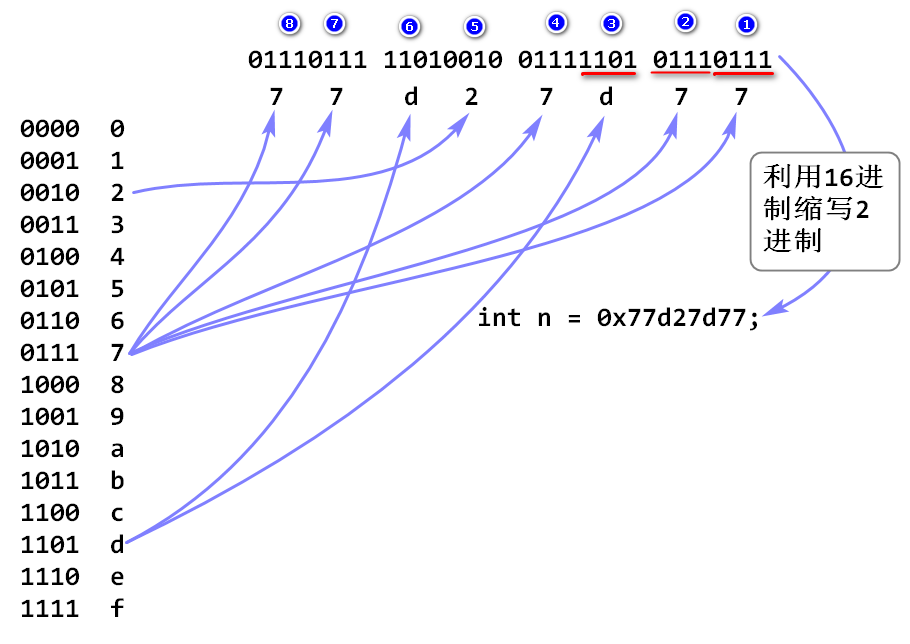 8 7 6 5 4 3 2 1
01110111 11010010 01111101 01110111
7 7 d 2 7 d 7 7
0000 0
0001 1
0010 2
0011 3
0100 4
0101 5
0110 6
0111 7
1000 8
1001 9
1010 a
1011 b
1100 c
1101 d
1110 e
1111 f
利用16进
制缩写2
进制
int n = 0x77d27d77;